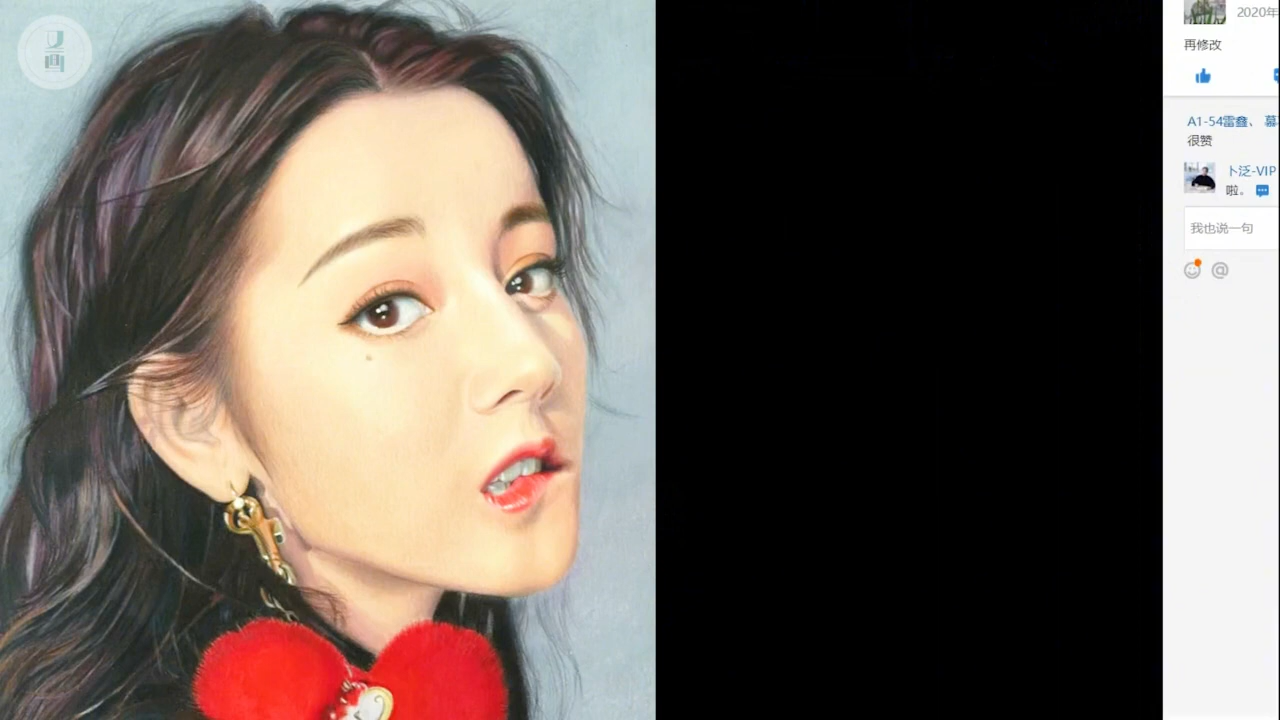 2020年
再修改
A1-54雷鑫、 慕
很赞
卜泛-VIP
啦。
我也说一句
@